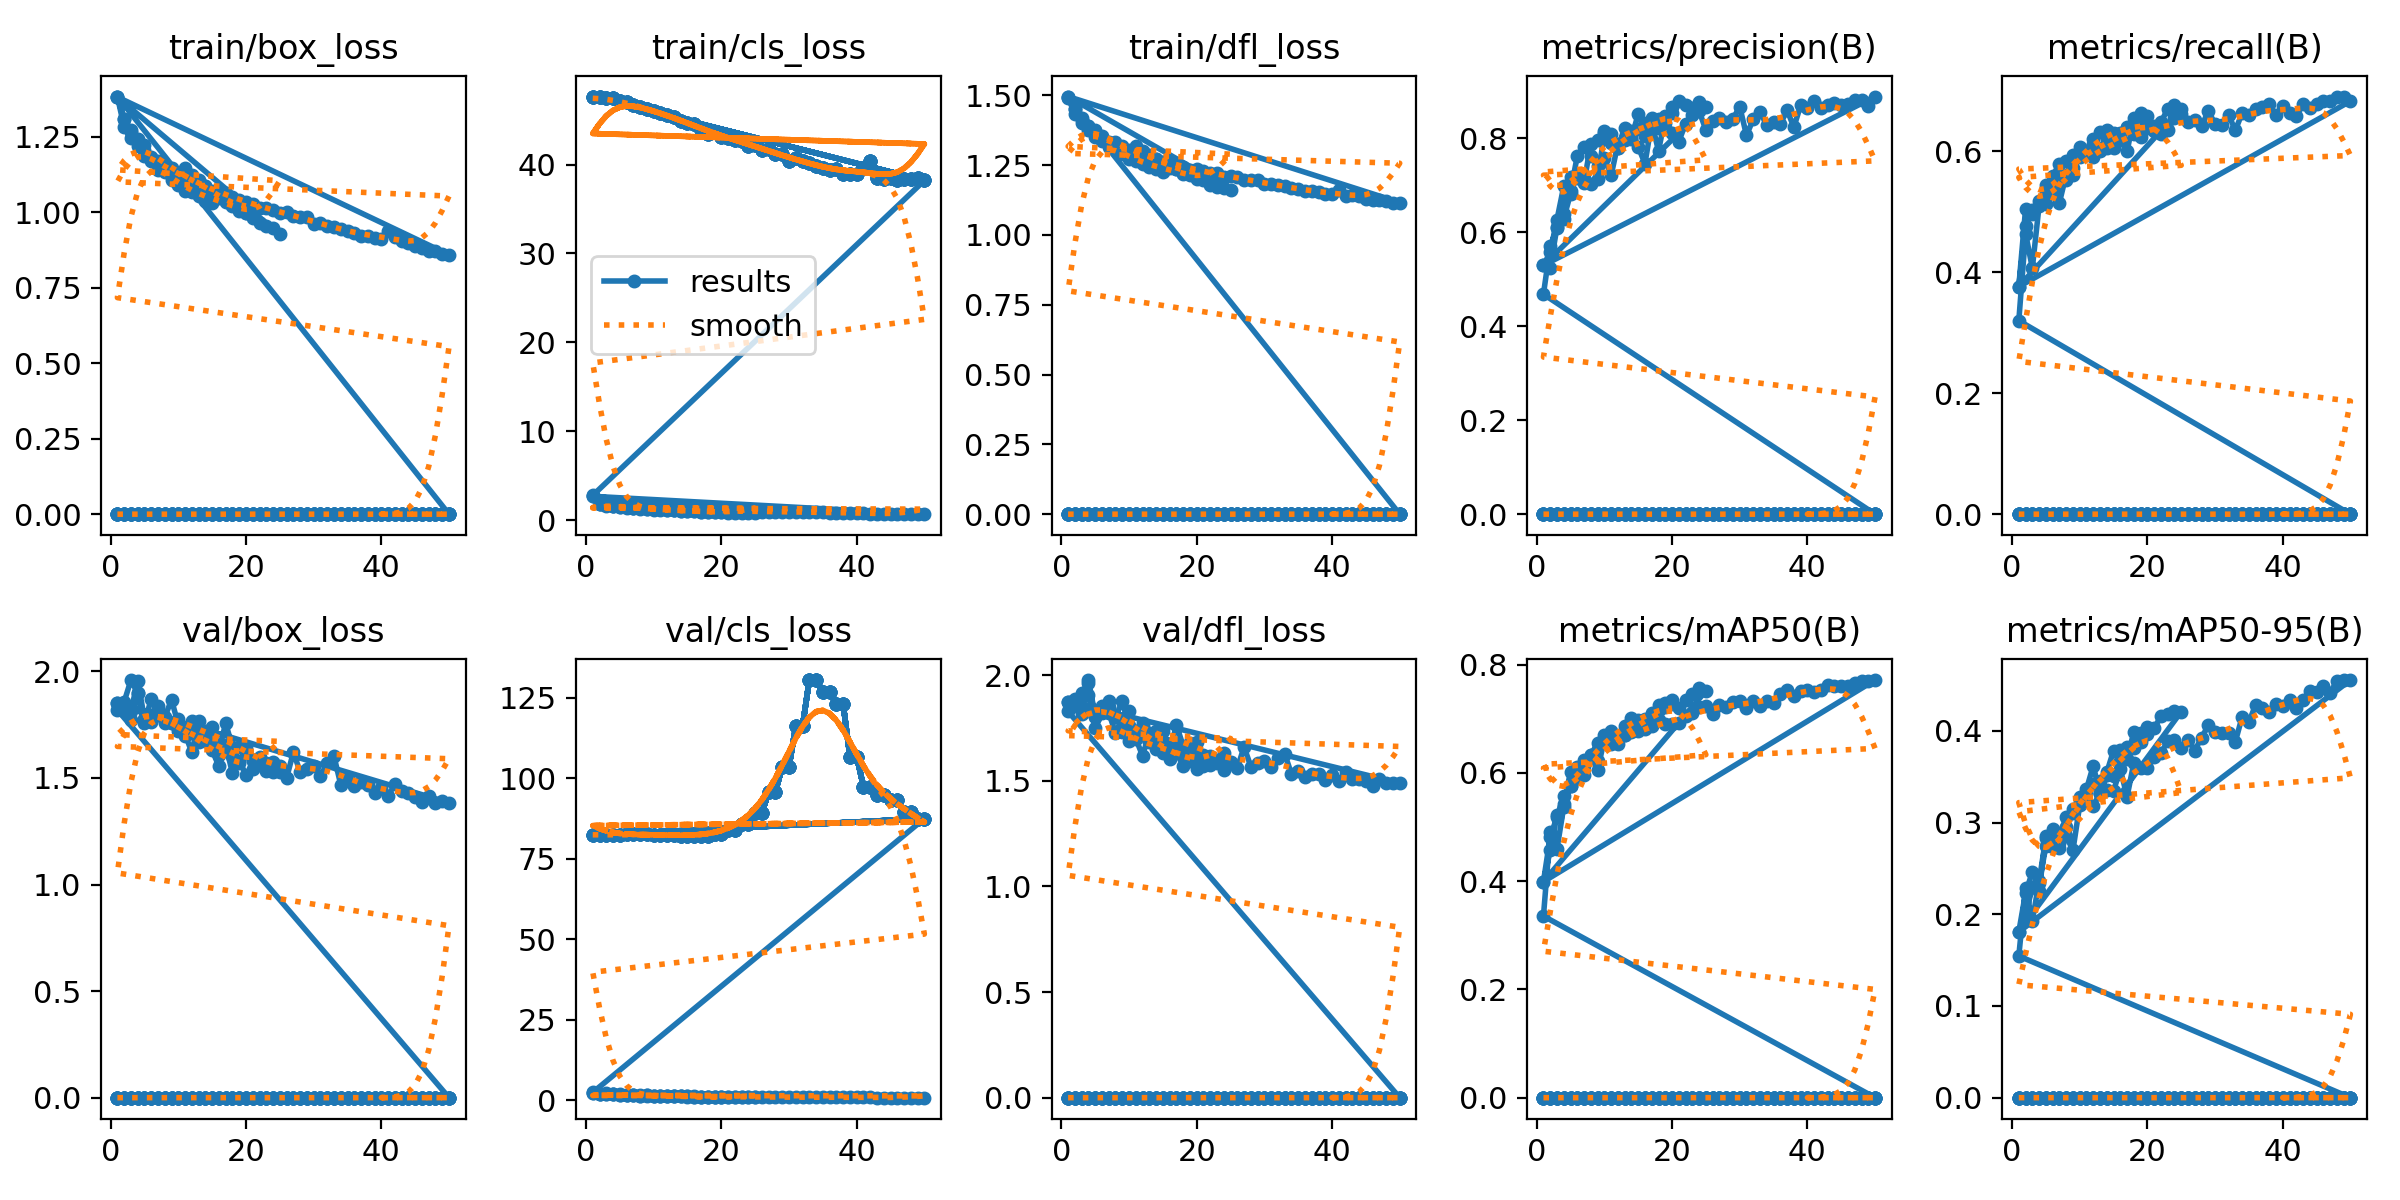 train/box_loss
train/cls_loss
train/dfl_loss
metrics/precision(B)
metrics/recall(B)
1.25
1.00
0.75
0.50
0.25
0.00
0 20 40
40
30
20
10
0
results
smooth
0 20 40
1.50
1.25
1.00
0.75
0.50
0.25
0.00
0 20 40
0.8
0.6
0.4
0.2
0.0
0 20 40
0.6
0.4
0.2
0.0
0 20 40
val/box_loss
val/cls_loss
val/dfl_loss
metrics/mAP50(B)
metrics/mAP50-95(B)
2.0
1.5
1.0
0.5
0.0
0 20 40
125
100
75
50
25
0
0 20 40
2.0
1.5
1.0
0.5
0.0
0 20 40
0.8
0.6
0.4
0.2
0.0
0 20 40
0.4
0.3
0.2
0.1
0.0
0 20 40